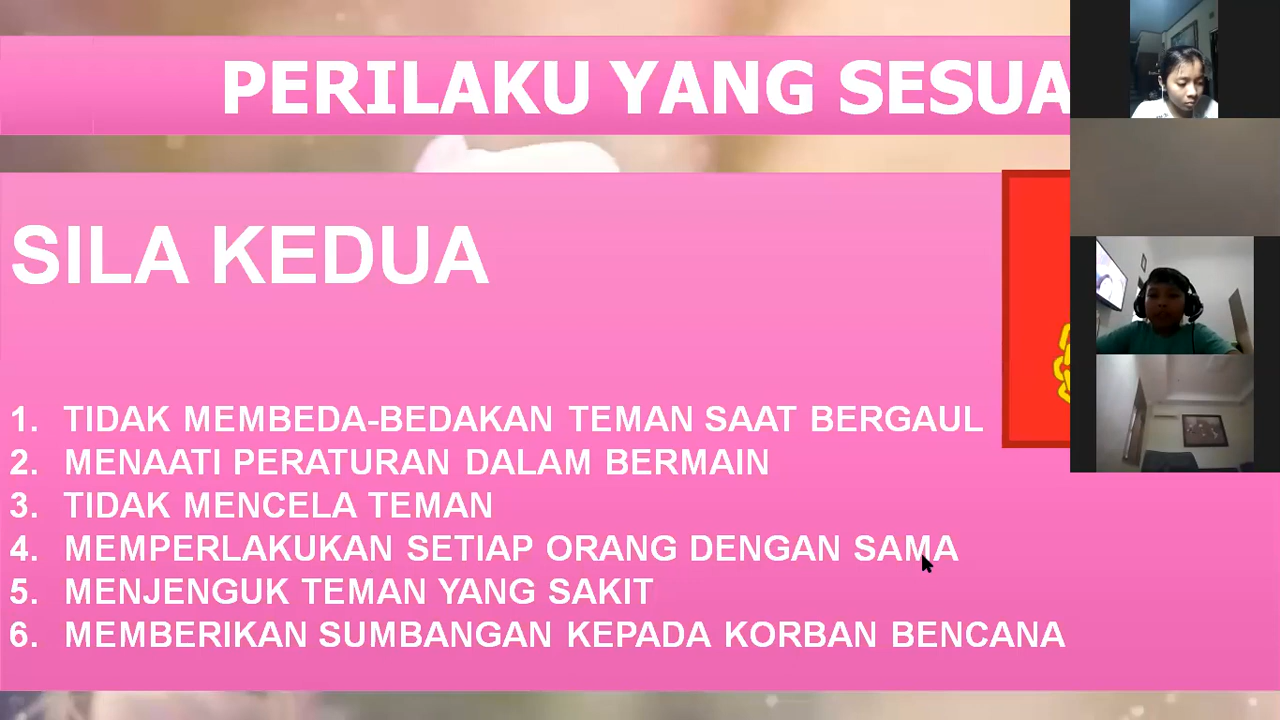 PERILAKU YANG SESUA
SILA KEDUA
1. TIDAK MEMBEDA-BEDAKAN TEMAN SAAT BERGAUL
2. MENAATI PERATURAN DALAM BERMAIN
3. TIDAK MENCELA TEMAN
4. MEMPERLAKUKAN SETIAP ORANG DENGAN SAMA
5. MENJENGUK TEMAN YANG SAKIT
6. MEMBERIKAN SUMBANGAN KEPADA KORBAN BENCANA